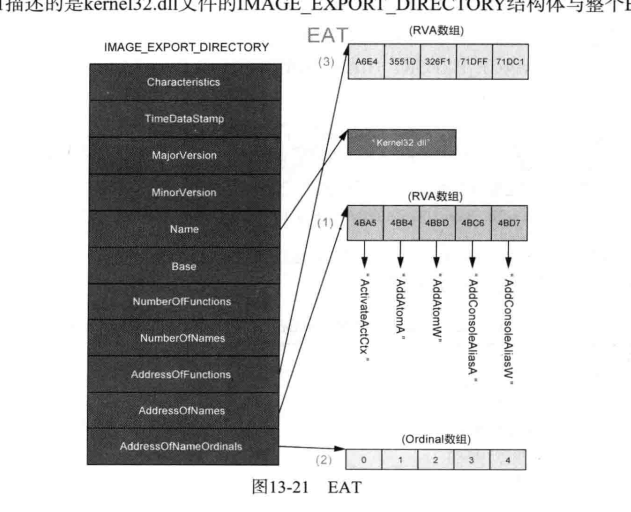 描述的是kernel32.dll文件的IMAGE_EXPORT_DIRECTORY结构体与整个
IMAGE_EXPORT_DIRECTORY
Characteristics
TimeDataStamp
MajorVersion
MinorVersion
Name
Base
NumberOfFunctions
NumberOfNames
AddressOfFunctions
AddressOfNames
AddressOfNameOrdinals
EAT
(RVA数组)
(3)
A6E4 3551D 326F1 71DFF 71DC1
"Kernel32.dll"
(RVA数组)
(1)
4BA5 4BB4 4BBD 4BC6 4BD7
"ActivateActCtx"
"AddAtomA"
"AddAtomW"
"AddConsoleAliasA"
"AddConsoleAliasW"
(Ordinal数组)
(2)
0 1 2 3 4
图13-21 EAT